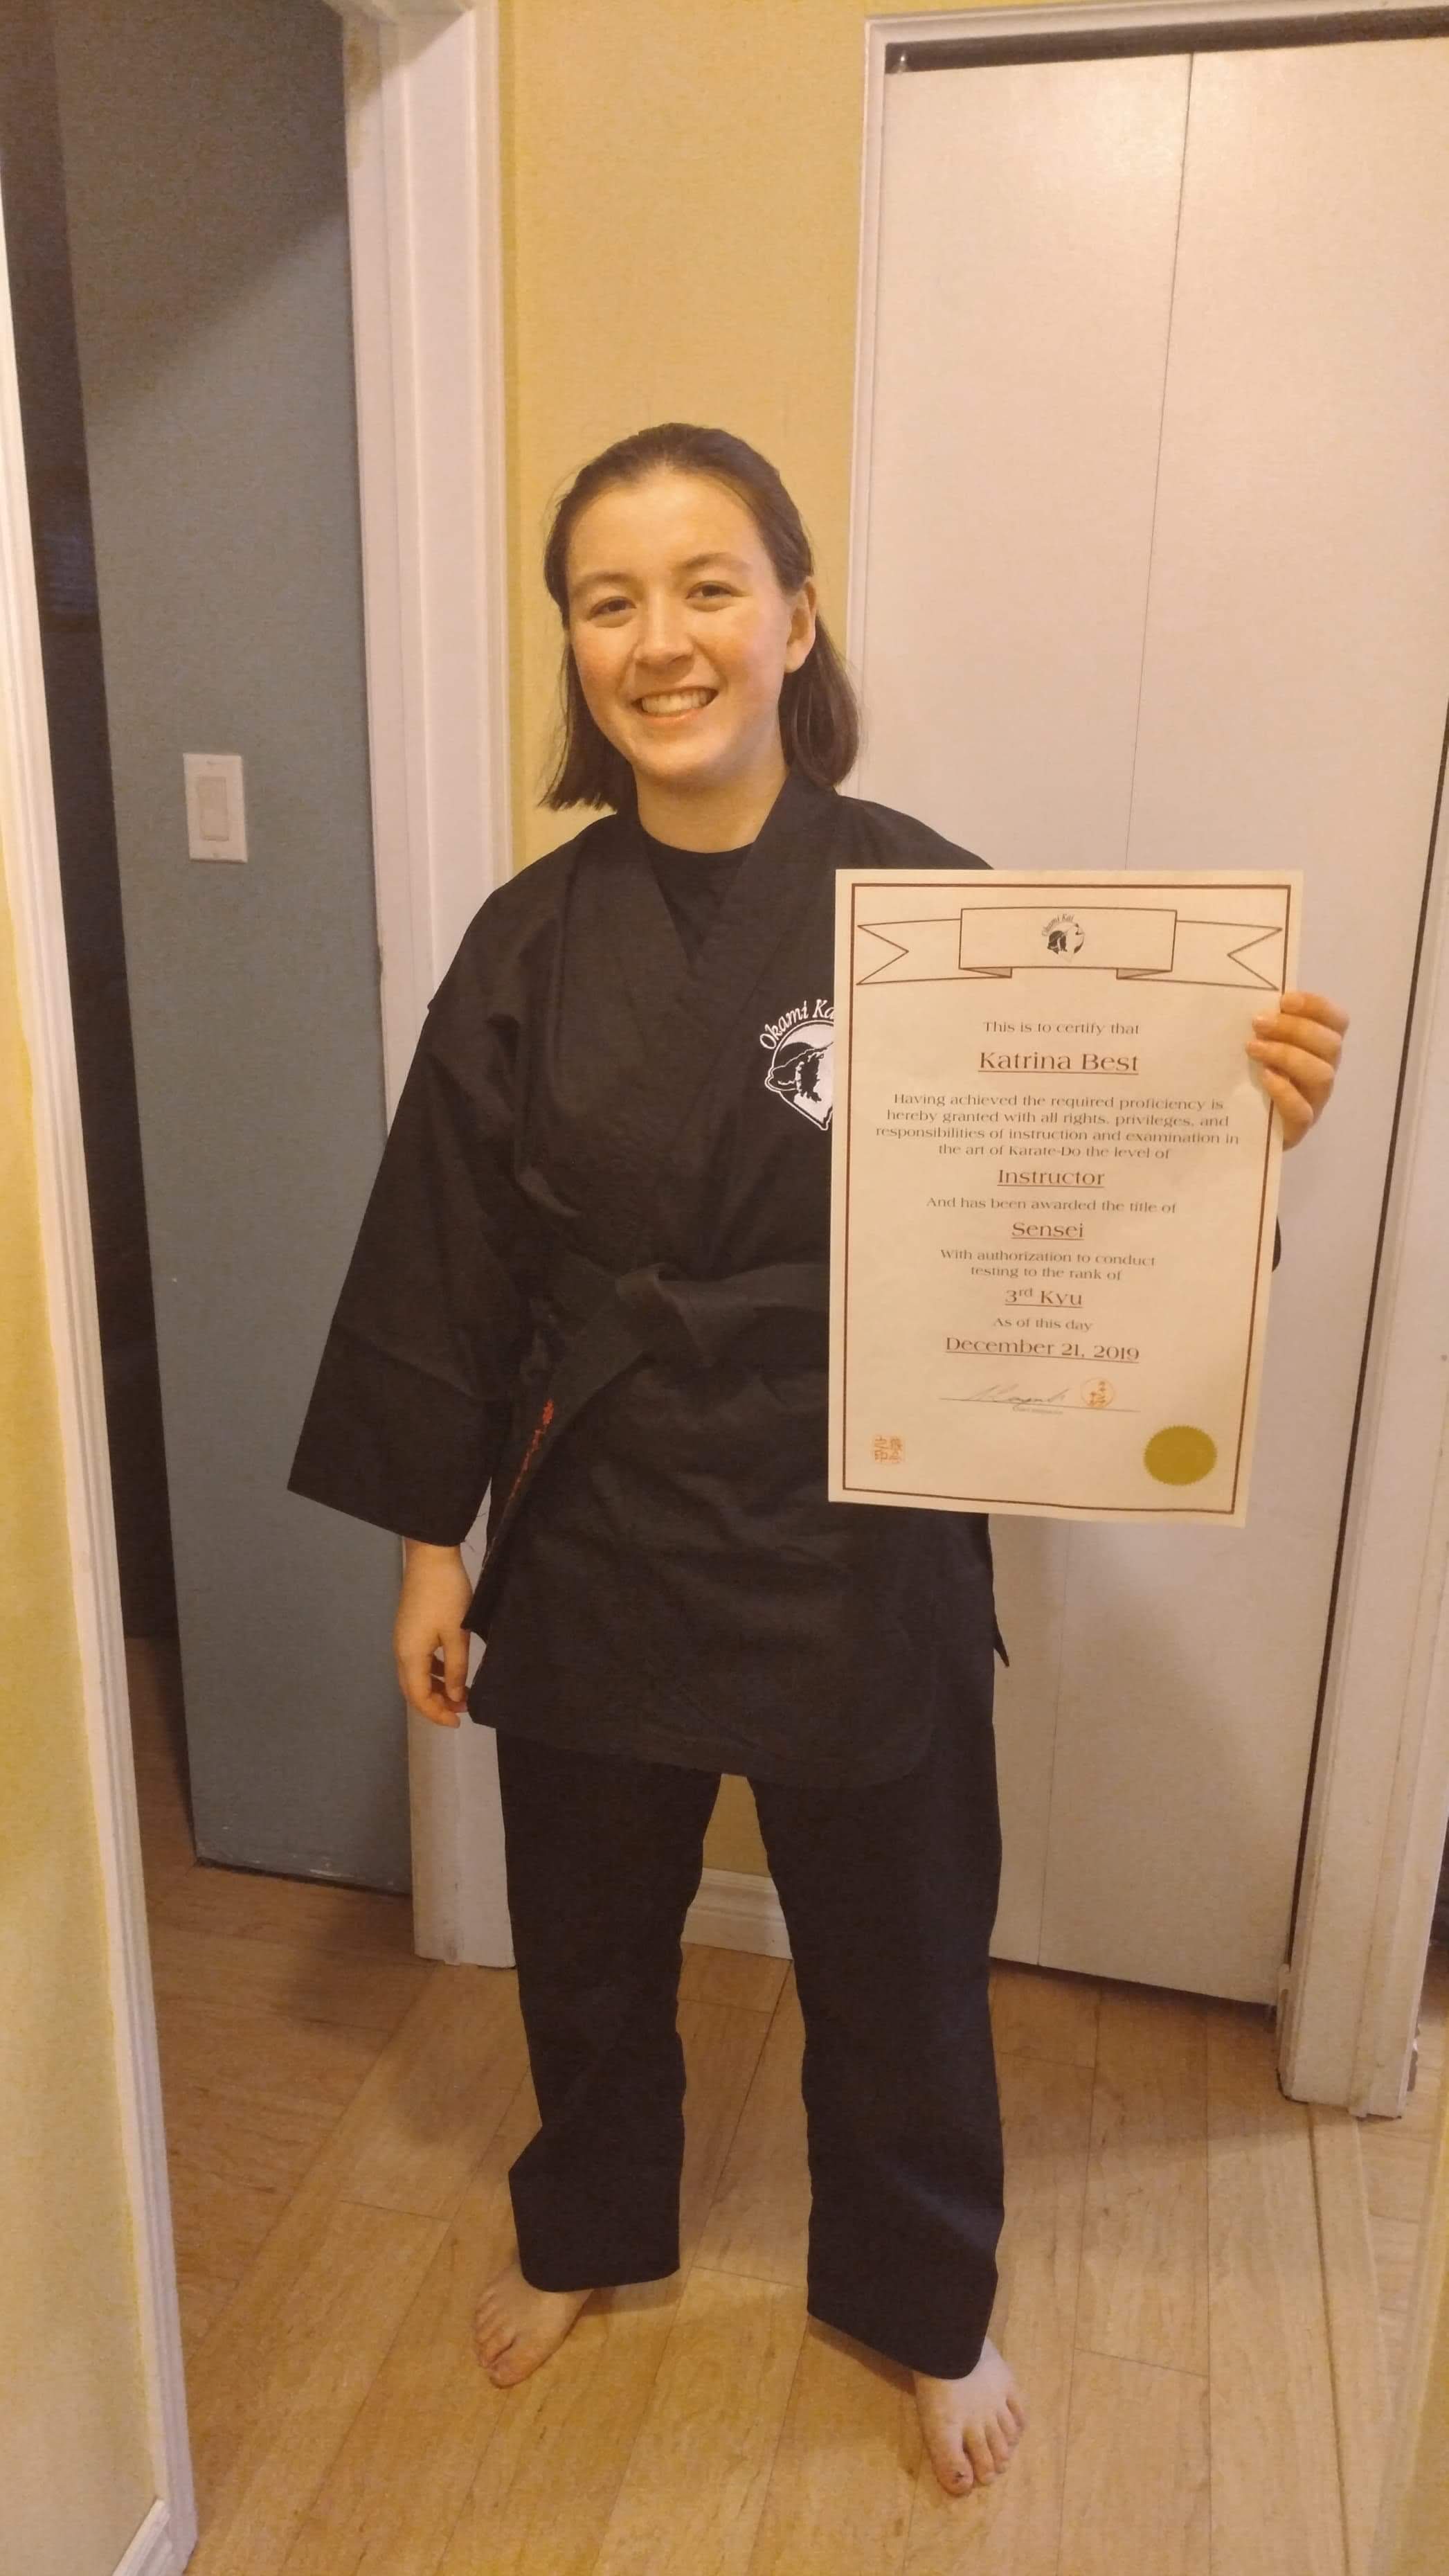 Okami Kai
This is to certify that
Katrina Best
Having achieved the required proficiency is
hereby granted with all rights, privileges, and
responsibilities of instruction and examination in
the art of Karate-Do the level of
Instructor
And has been awarded the title of
Sensei
With authorization to conduct
testing to the rank of
3rd Kyu
As of this day
December 21, 2019
Okami Ka